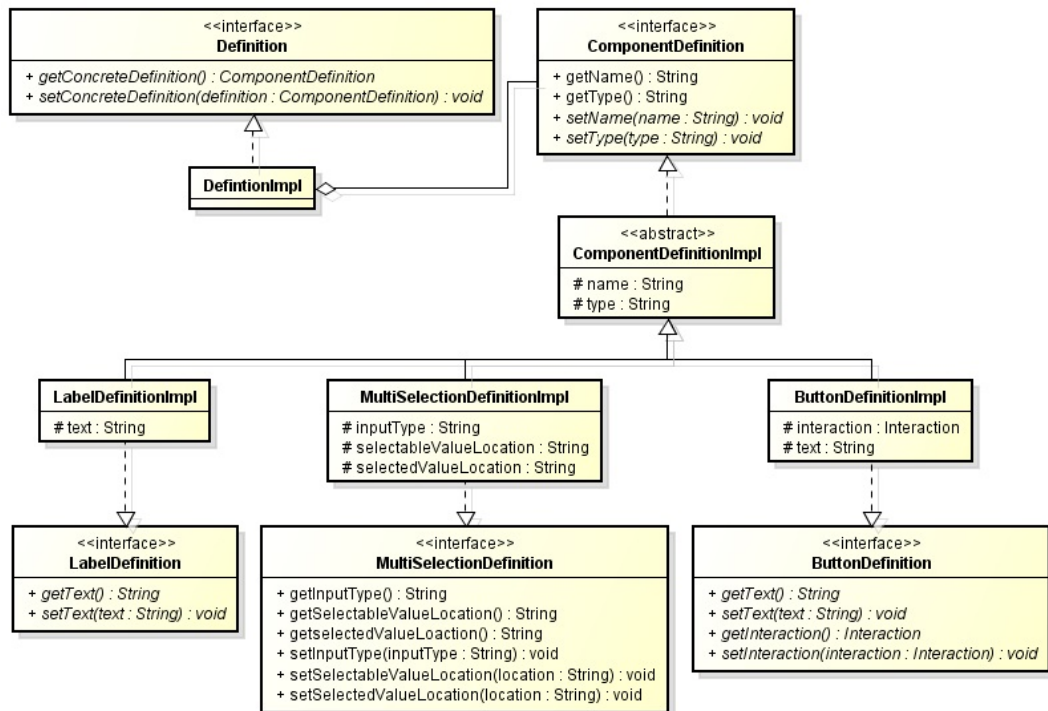 <<interface>>
Definition
+ getConcreteDefinition() : ComponentDefinition
+ setConcreteDefinition(definition : ComponentDefinition) : void
<<interface>>
ComponentDefinition
+ getName() : String
+ getType() : String
+ setName(name : String) : void
+ setType(type : String) : void
DefintionImpl
<<abstract>>
ComponentDefinitionImpl
# name : String
# type : String
LabelDefinitionImpl
# text : String
MultiSelectionDefinitionImpl
# inputType : String
# selectableValueLocation : String
# selectedValueLocation : String
ButtonDefinitionImpl
# interaction : Interaction
# text : String
<<interface>>
LabelDefinition
+ getText() : String
+ setText(text : String) : void
<<interface>>
MultiSelectionDefinition
+ getInputType() : String
+ getSelectableValueLocation() : String
+ getselectedValueLoaction() : String
+ setInputType(inputType : String) : void
+ setSelectableValueLocation(location : String) : void
+ setSelectedValueLocation(location : String) : void
<<interface>>
ButtonDefinition
+ getText() : String
+ setText(text : String) : void
+ getInteraction() : Interaction
+ setInteraction(interaction : Interaction) : void